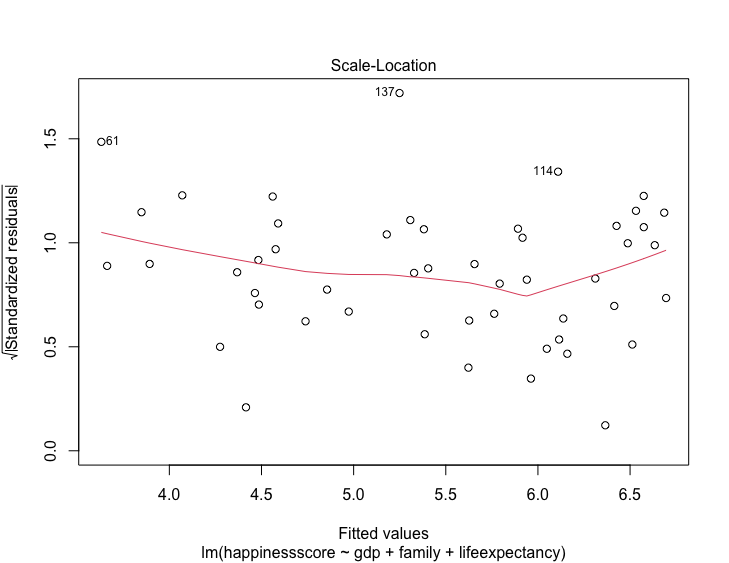 Scale-Location
√|Standardized residuals|
1.5
1.0
0.5
0.0
137
61
114
4.0 4.5 5.0 5.5 6.0 6.5
Fitted values
lm(happinessscore ~ gdp + family + lifeexpectancy)